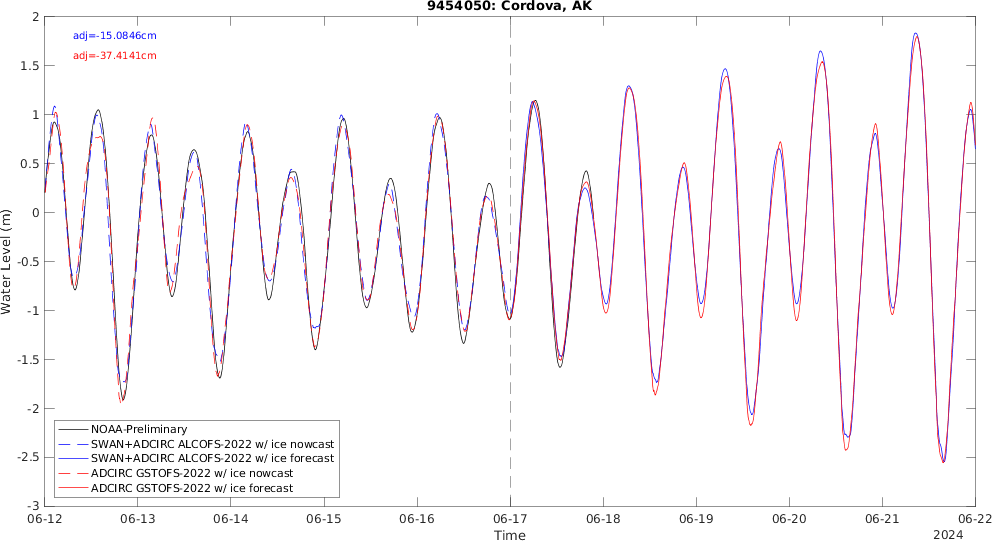 9454050: Cordova, AK
adj=-15.0846cm
adj=-37.4141cm
Water Level (m)
2
1.5
1
0.5
0
-0.5
-1
-1.5
-2
-2.5
-3
NOAA-Preliminary
SWAN+ADCIRC ALCOFS-2022 w/ ice nowcast
SWAN+ADCIRC ALCOFS-2022 w/ ice forecast
ADCIRC GSTOFS-2022 w/ ice nowcast
ADCIRC GSTOFS-2022 w/ ice forecast
06-12 06-13 06-14 06-15 06-16 06-17 06-18 06-19 06-20 06-21 06-22
Time
2024